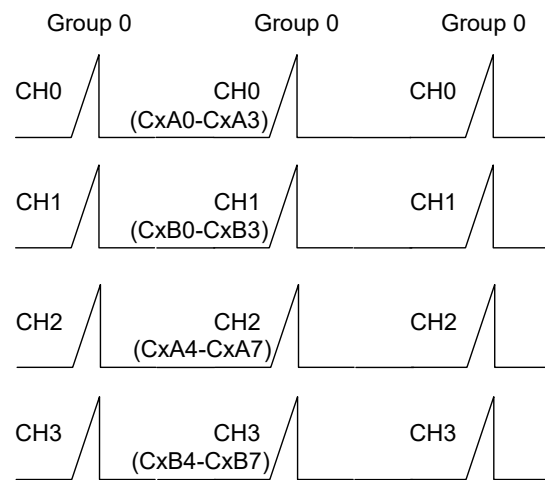 Group 0 Group 0 Group 0
CH0 CH0 CH0
(CxA0-CxA3)
CH1 CH1 CH1
(CxB0-CxB3)
CH2 CH2 CH2
(CxA4-CxA7)
CH3 CH3 CH3
(CxB4-CxB7)